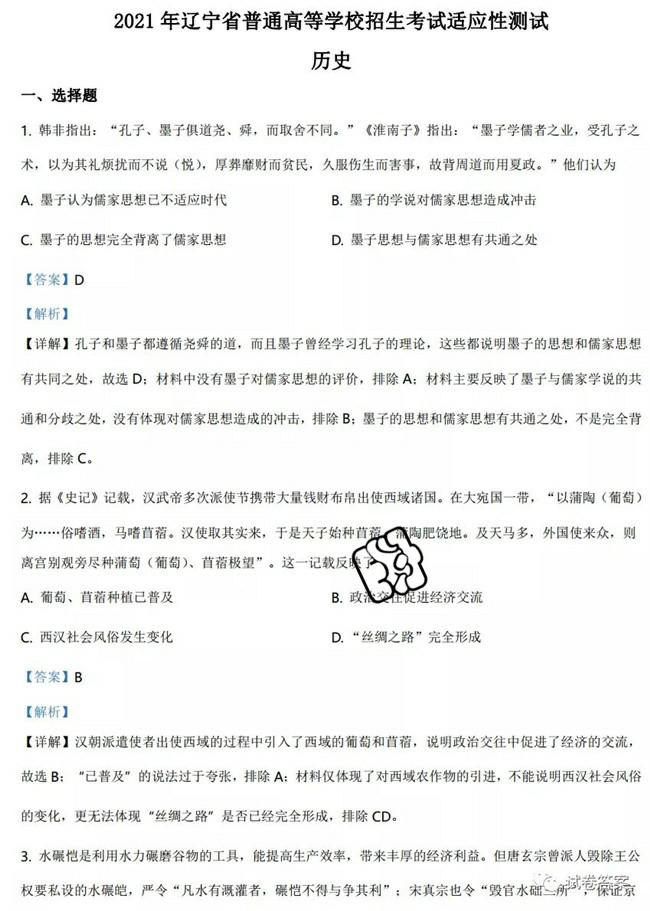 2021 年辽宁省普通高等学校招生考试适应性测试
历史
一、选择题
1. 韩非指出：“孔子、墨子俱道尧、舜，而取舍不同。”《淮南子》指出：“墨子学儒者之业，受孔子之
术，以为其礼烦扰而不说（悦），厚葬靡财而贫民，久服伤生而害事，故背周道而用夏政。”他们认为
A. 墨子认为儒家思想已不适应时代 B. 墨子的学说对儒家思想造成冲击
C. 墨子的思想完全背离了儒家思想 D. 墨子思想与儒家思想有共通之处
【答案】D
【解析】
【详解】孔子和墨子都遵循尧舜的道，而且墨子曾经学习孔子的理论，这些都说明墨子的思想和儒家思想
有共同之处，故选 D；材料中没有墨子对儒家思想的评价，排除 A；材料主要反映了墨子与儒家学说的共
通和分歧之处，没有体现对儒家思想造成的冲击，排除 B；墨子的思想和儒家思想有共通之处，不是完全背
离，排除 C。
2. 据《史记》记载，汉武帝多次派使节携带大量钱财布帛出使西域诸国。在大宛国一带，“以蒲陶（葡萄）
为……俗嗜酒，马嗜苜蓿。汉使取其实来，于是天子始种苜蓿、蒲陶肥饶地。及天马多，外国使来众，则
离宫别观旁尽种蒲萄（葡萄）、苜蓿极望”。这一记载反映了
A. 葡萄、苜蓿种植已普及 B. 政治交往促进经济交流
C. 西汉社会风俗发生变化 D. “丝绸之路”完全形成
【答案】B
【解析】
【详解】汉朝派遣使者出使西域的过程中引入了西域的葡萄和苜蓿，说明政治交往中促进了经济的交流，
故选 B；“已普及”的说法过于夸张，排除 A；材料仅体现了对西域农作物的引进，不能说明西汉社会风俗
的变化，更无法体现“丝绸之路”是否已经完全形成，排除 CD。
3. 水碾恺是利用水力碾磨谷物的工具，能提高生产效率，带来丰厚的经济利益。但唐玄宗曾派人毁除王公
权要私设的水碾皑，严令“凡水有溉灌者，碾恺不得与争其利”；宋真宗也令“毁官水础三所”，保证京
试卷答案